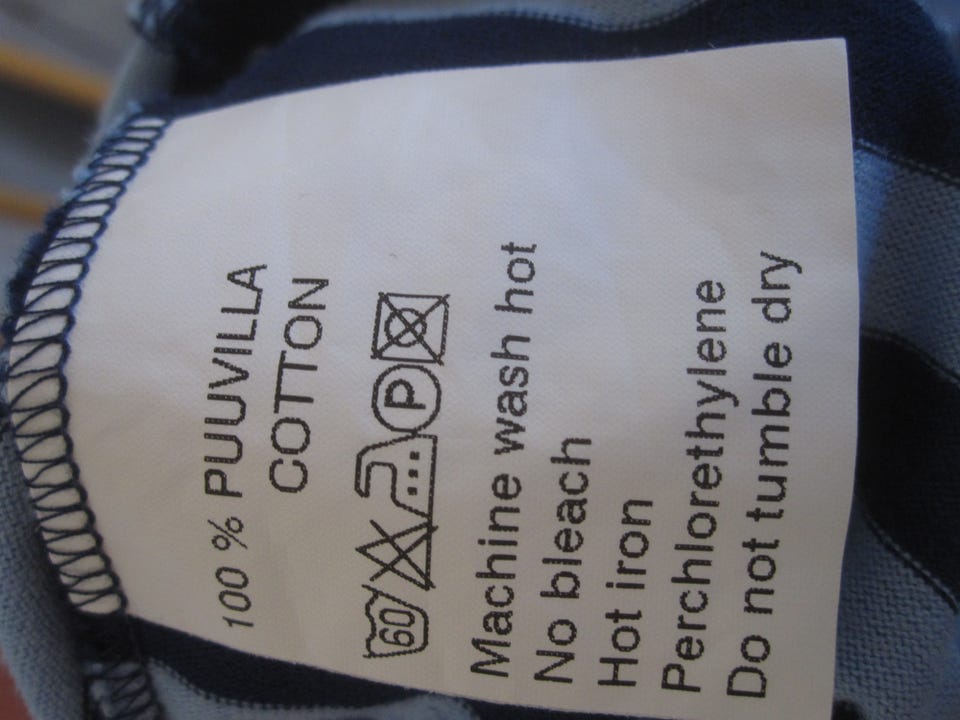 100 % PUUVILLA
COTTON
60 P
Machine wash hot
No bleach
Hot iron
Perchlorethylene
Do not tumble dry